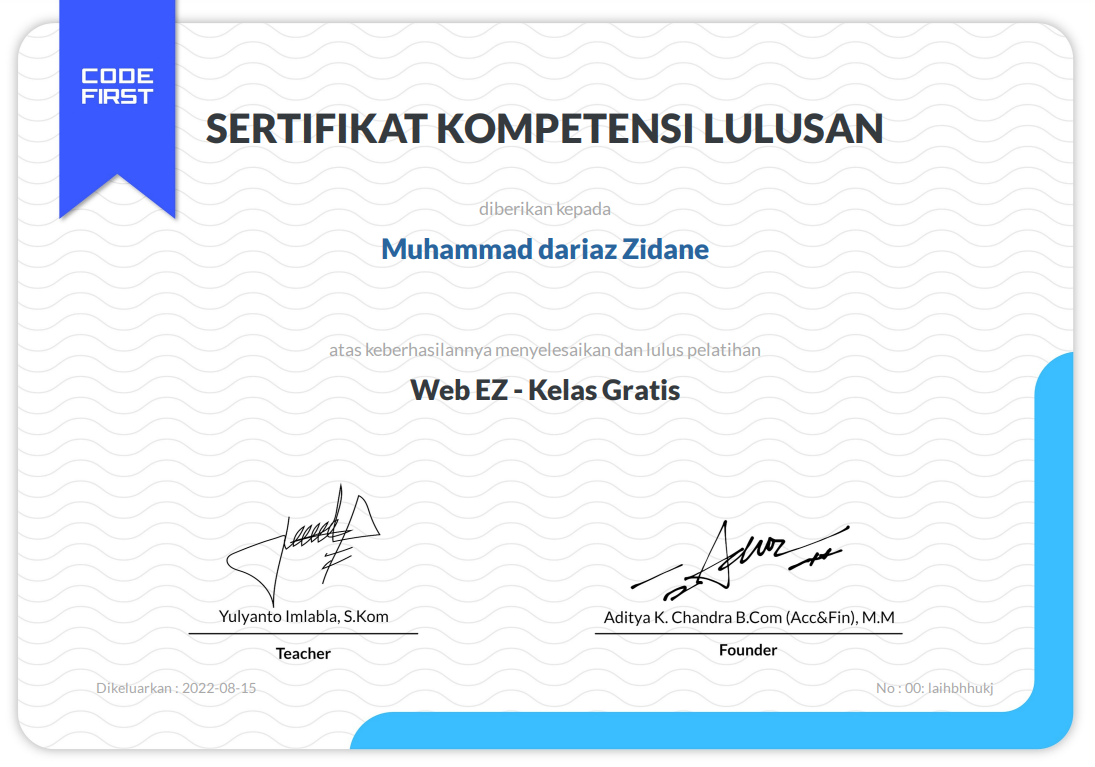 CODE
FIRST
SERTIFIKAT KOMPETENSI LULUSAN
diberikan kepada
Muhammad dariaz Zidane
atas keberhasilannya menyelesaikan dan lulus pelatihan
Web EZ - Kelas Gratis
Yulyanto Imlabla, S.Kom
Teacher
Aditya K. Chandra B.Com (Acc&Fin), M.M
Founder
Dikeluarkan : 2022-08-15
No : 00: laihbhhukj